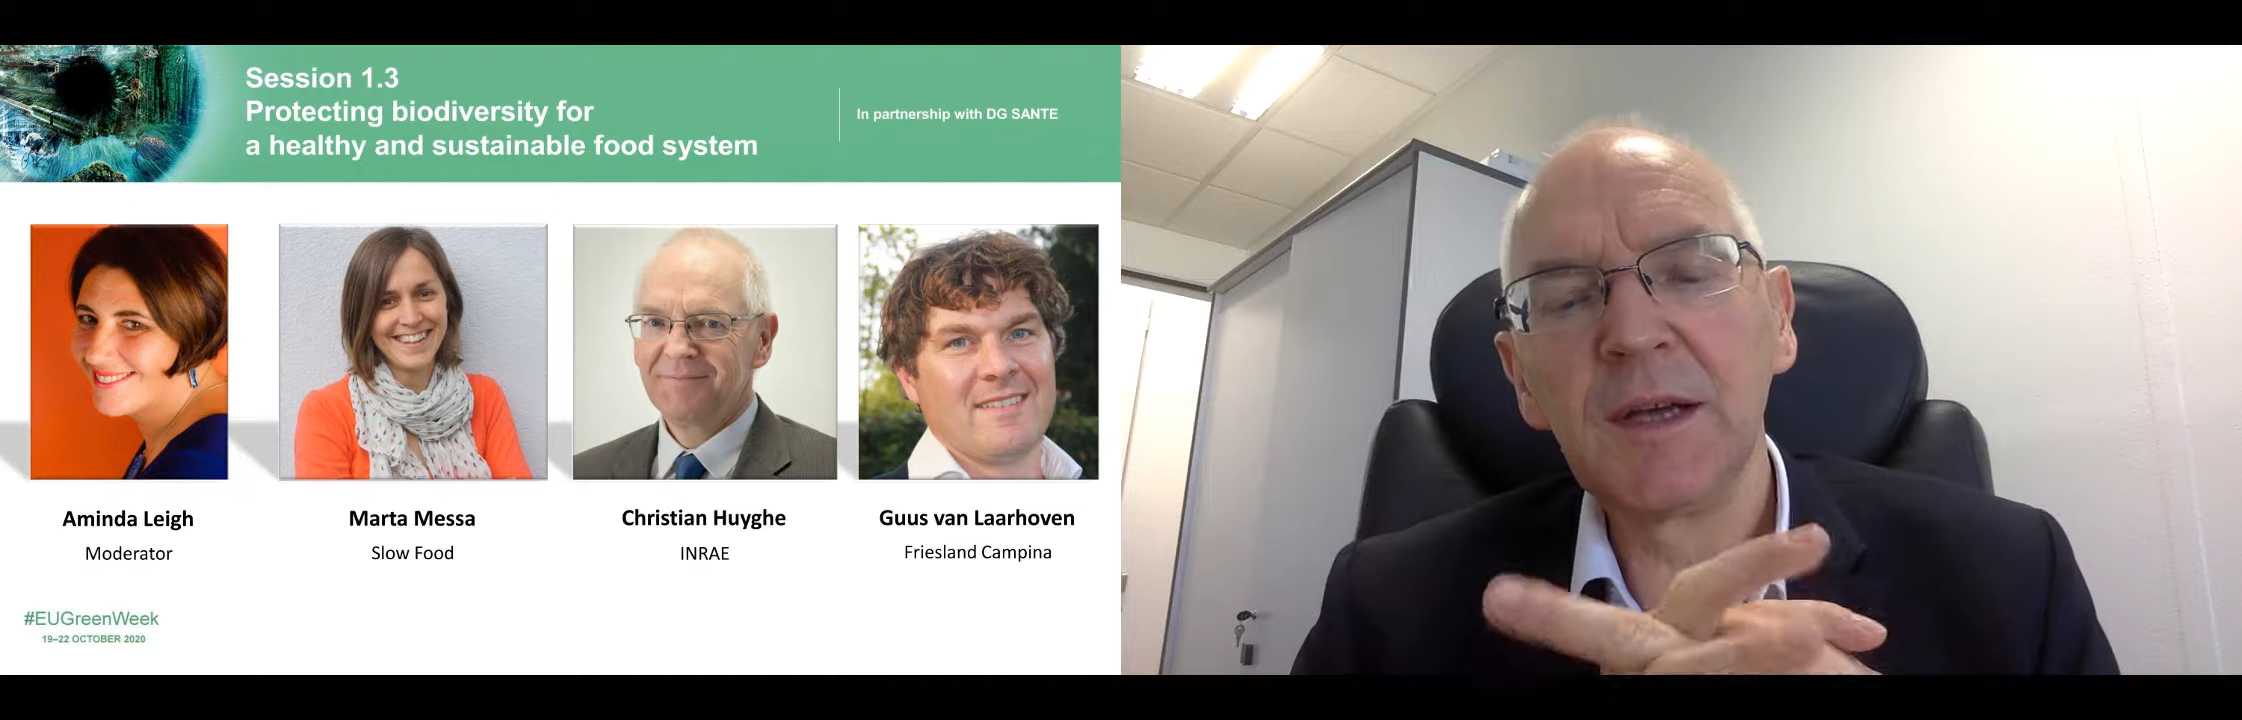 Session 1.3
Protecting biodiversity for
a healthy and sustainable food system
In partnership with DG SANTE
Aminda Leigh
Moderator
Marta Messa
Slow Food
Christian Huyghe
INRAE
Guus van Laarhoven
Friesland Campina
#EUGreenWeek
19–22 OCTOBER 2020